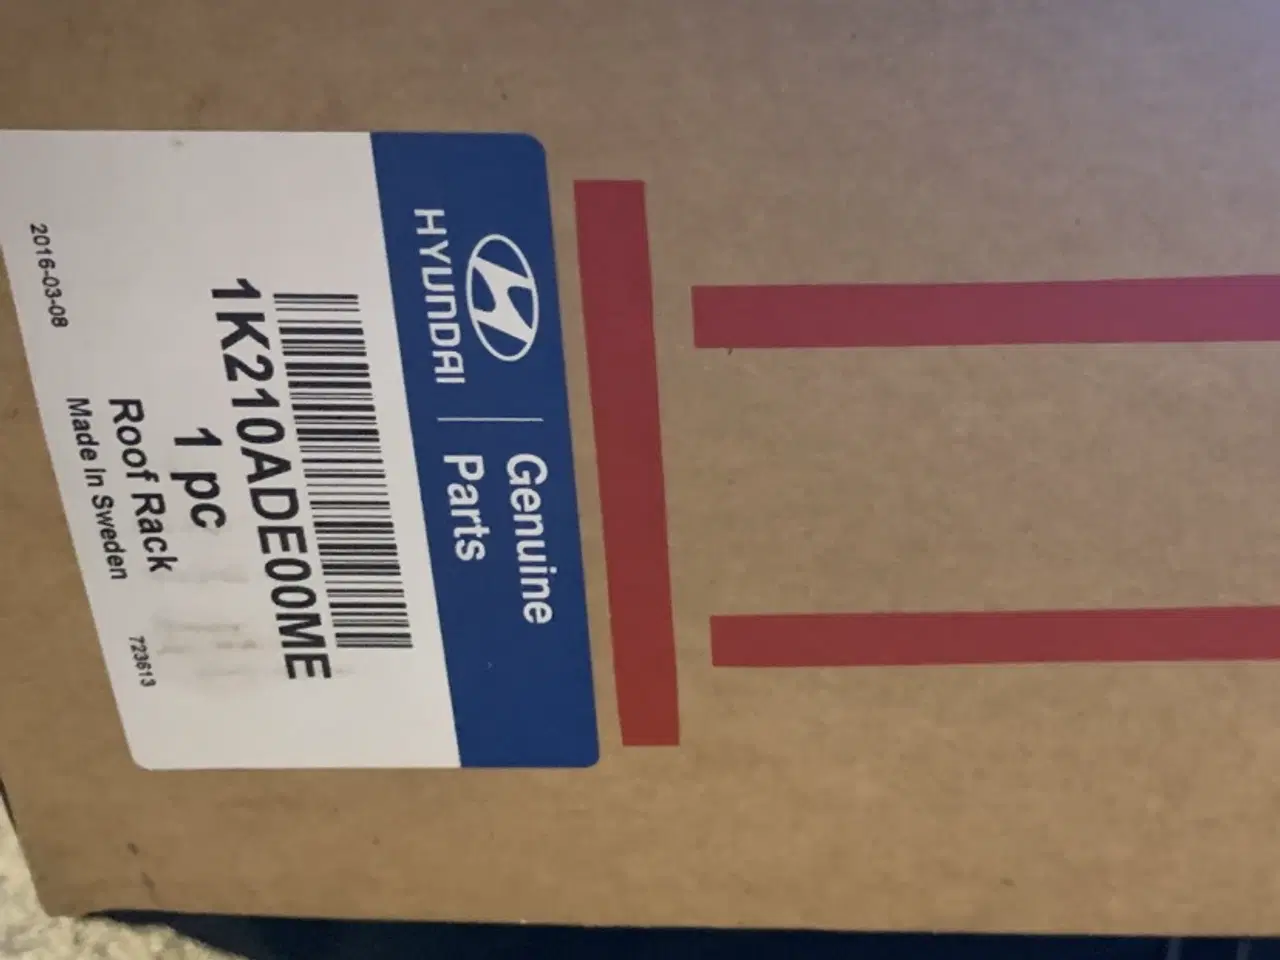 HYUNDAI
Genuine
Parts
1K210ADE00ME
1 pc
Roof Rack
Made In Sweden
2016-03-08
723613